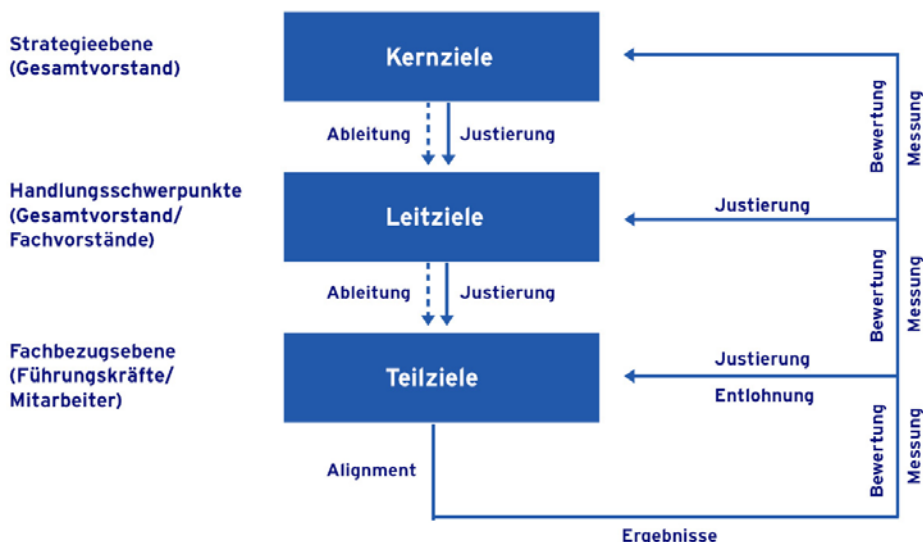 Strategieebene
(Gesamtvorstand)
Kernziele
Bewertung
Messung
Ableitung
Justierung
Handlungsschwerpunkte
(Gesamtvorstand/
Fachvorstände)
Leitziele
Justierung
Bewertung
Messung
Ableitung
Justierung
Fachbezugsebene
(Führungskräfte/
Mitarbeiter)
Teilziele
Justierung
Entlohnung
Bewertung
Messung
Alignment
Ergebnisse